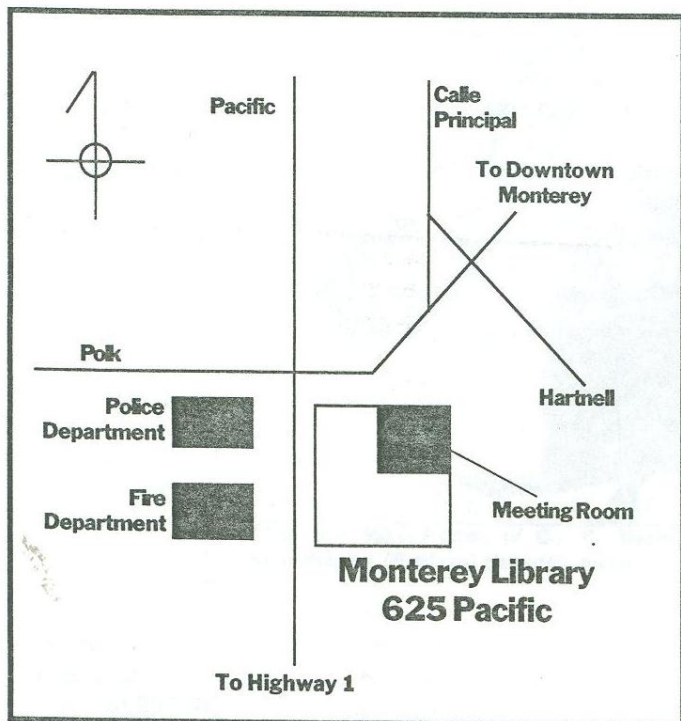 Pacific
Calle
Principal
To Downtown
Monterey
Polk
Police
Department
Hartnell
Fire
Department
Meeting Room
Monterey Library
625 Pacific
To Highway 1